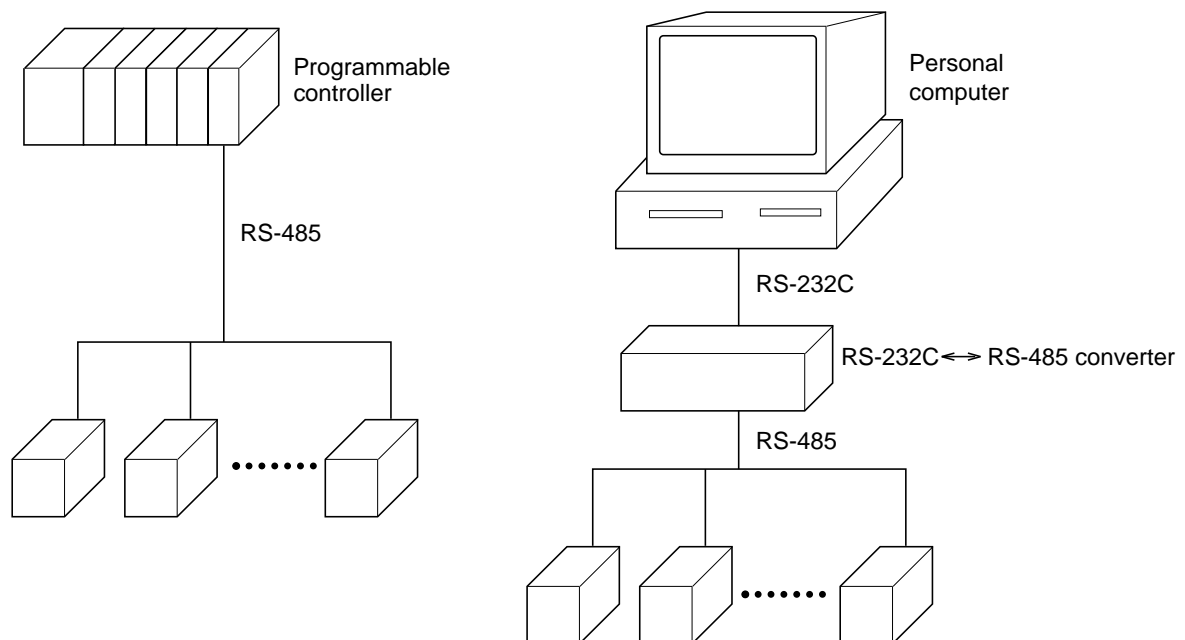 Programmable
controller
RS-485
Personal
computer
RS-232C
RS-232C ↔ RS-485 converter
RS-485